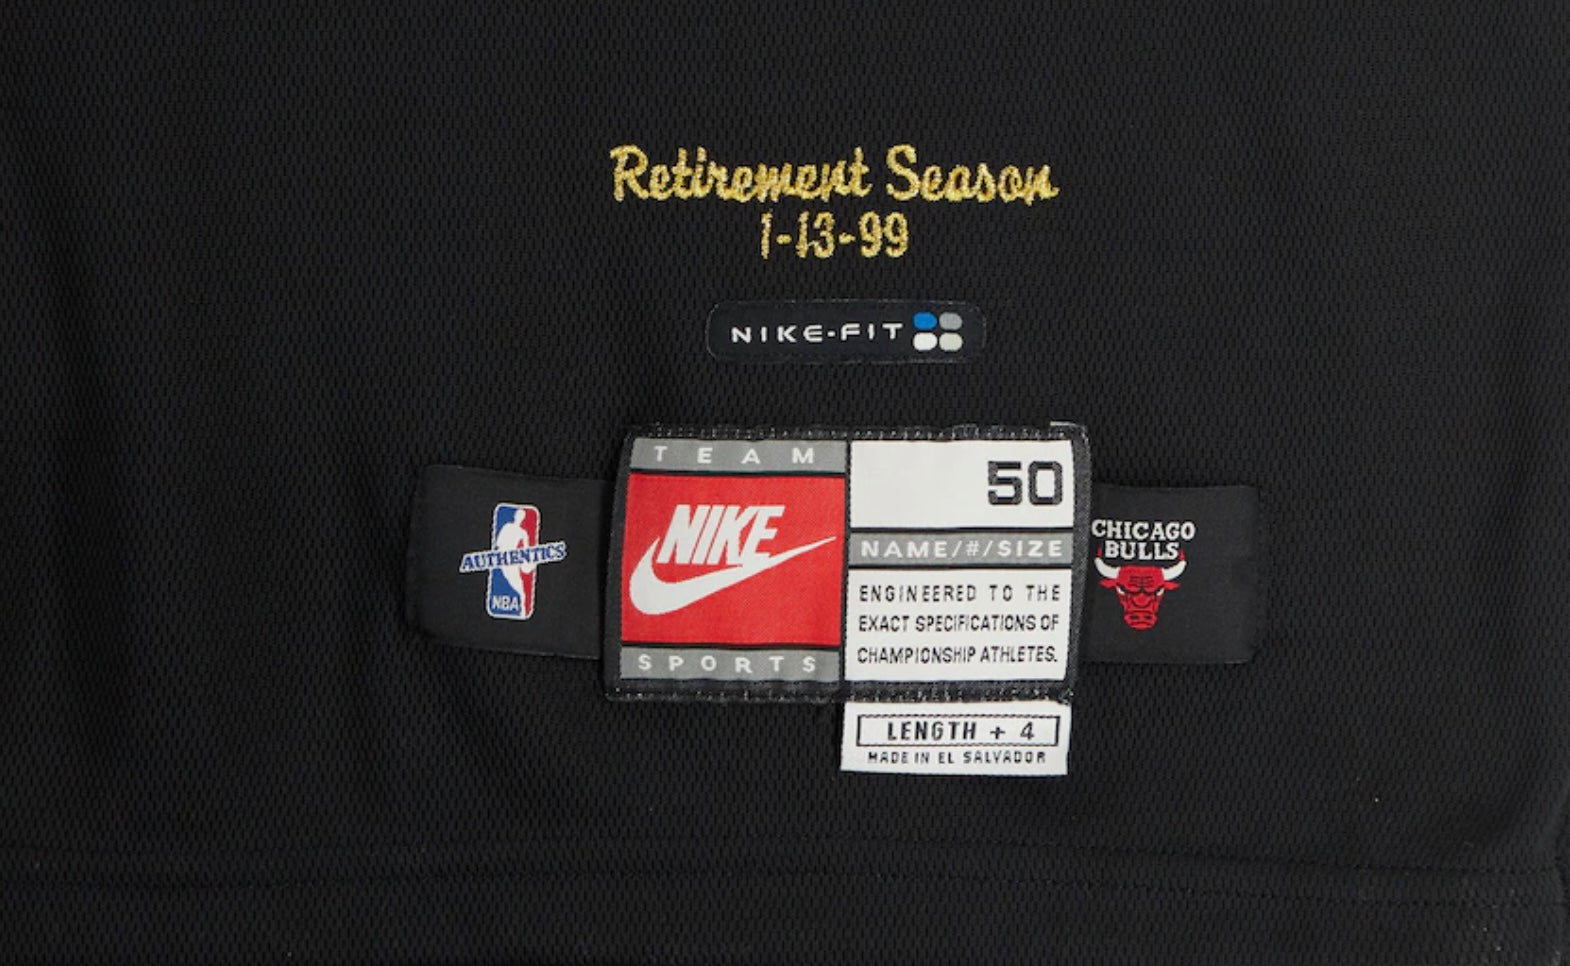 Retirement Season
1-13-99
NIKE-FIT
TEAM
NIKE
SPORTS
50
NAME/#/SIZE
ENGINEERED TO THE
EXACT SPECIFICATIONS OF
CHAMPIONSHIP ATHLETES.
LENGTH + 4
MADE IN EL SALVADOR
AUTHENTICS
NBA
CHICAGO
BULLS